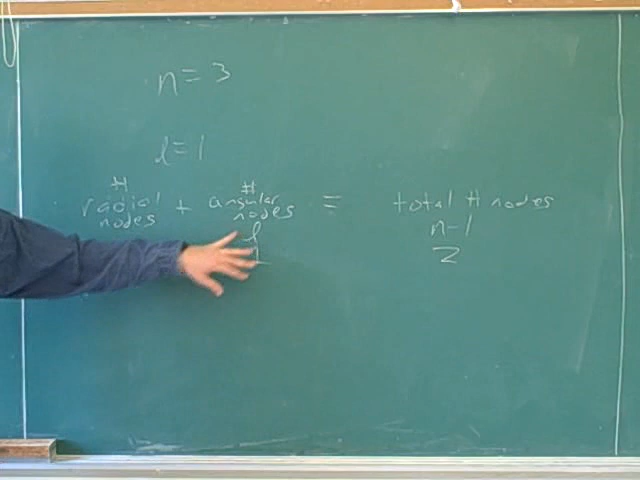 n=3
l=1
# radial nodes + # angular nodes = total # nodes
l n-1
1 2